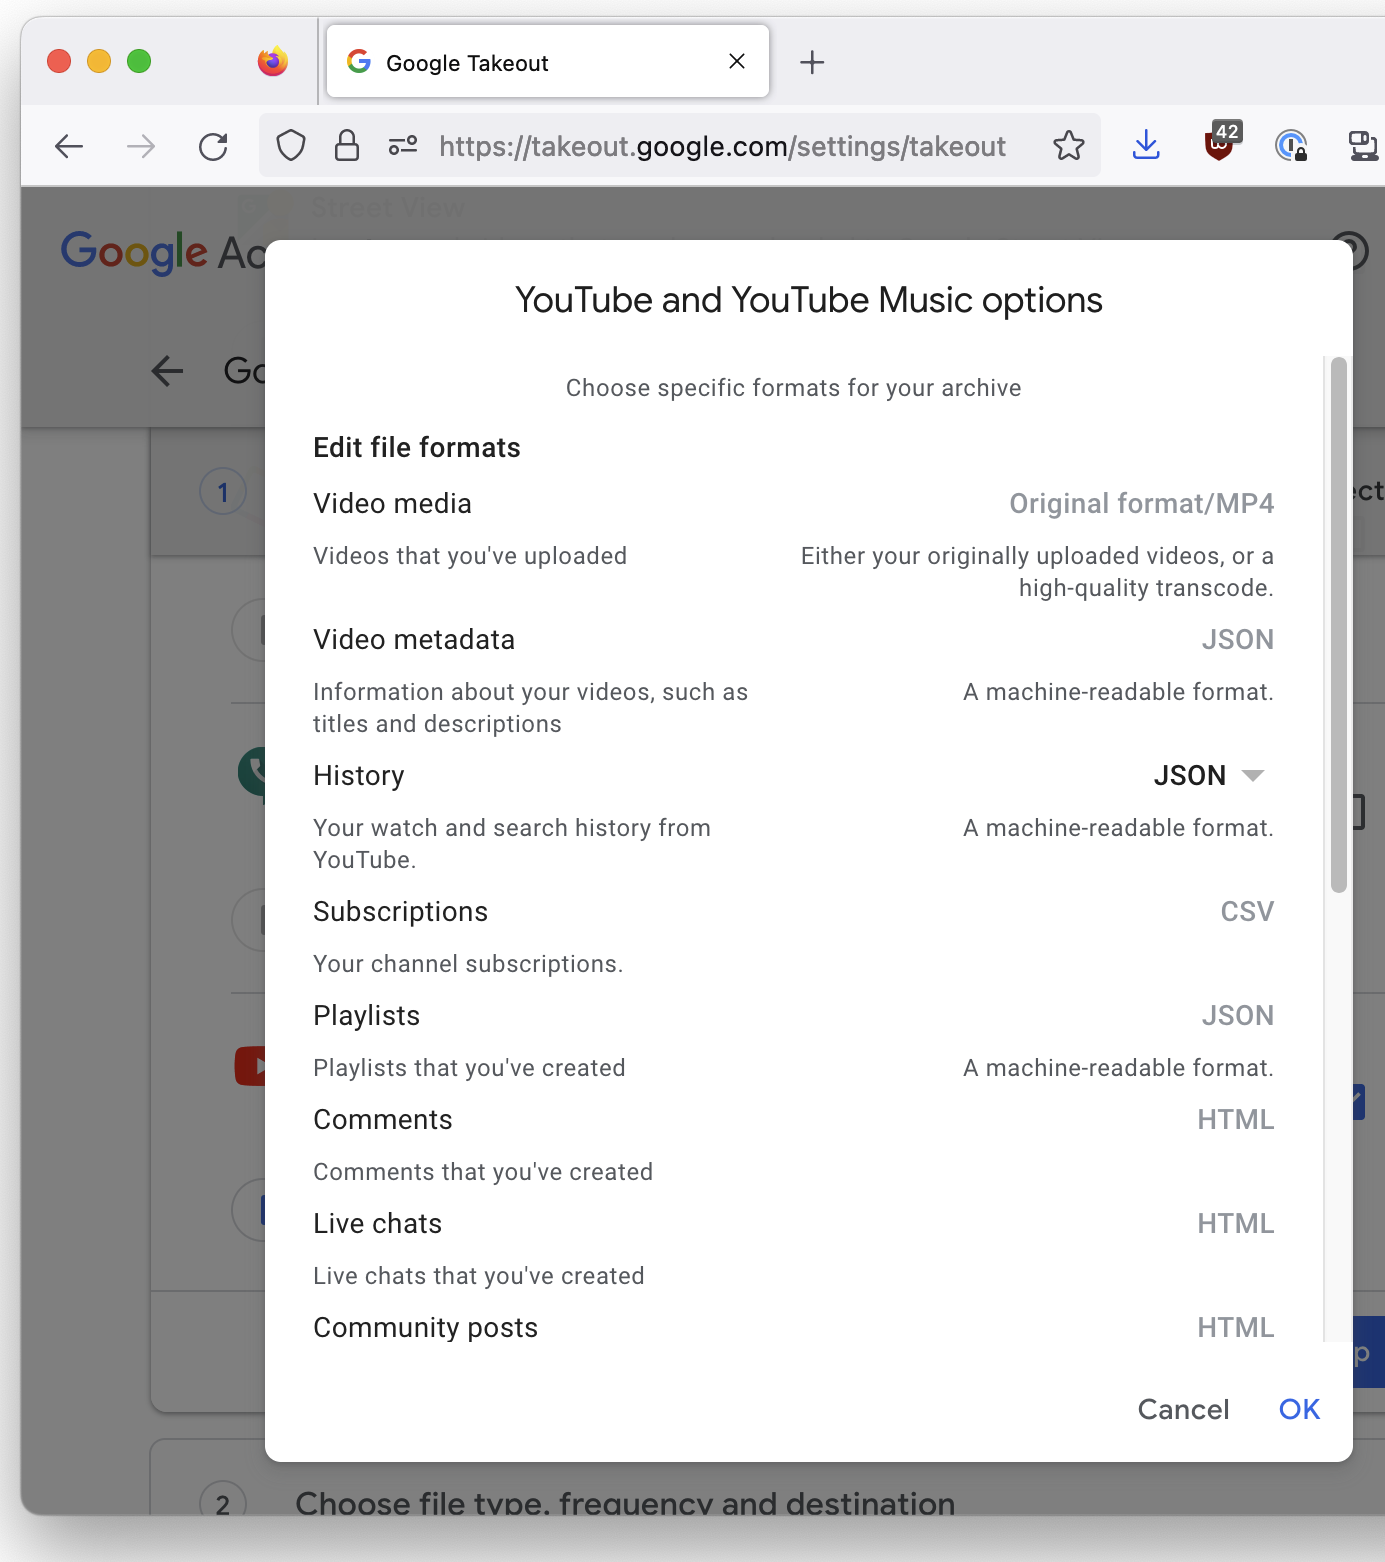 Google Takeout
https://takeout.google.com/settings/takeout
42
Street View
Google Ac
YouTube and YouTube Music options
Go
Choose specific formats for your archive
Edit file formats
1
Video media
Original format/MP4
Videos that you've uploaded
Either your originally uploaded videos, or a
high-quality transcode.
Video metadata
JSON
Information about your videos, such as
titles and descriptions
A machine-readable format.
History
JSON
Your watch and search history from
YouTube.
A machine-readable format.
Subscriptions
CSV
Your channel subscriptions.
Playlists
JSON
Playlists that you've created
A machine-readable format.
Comments
HTML
Comments that you've created
Live chats
HTML
Live chats that you've created
Community posts
HTML
p
Cancel
OK
2
Choose file type, frequency and destination